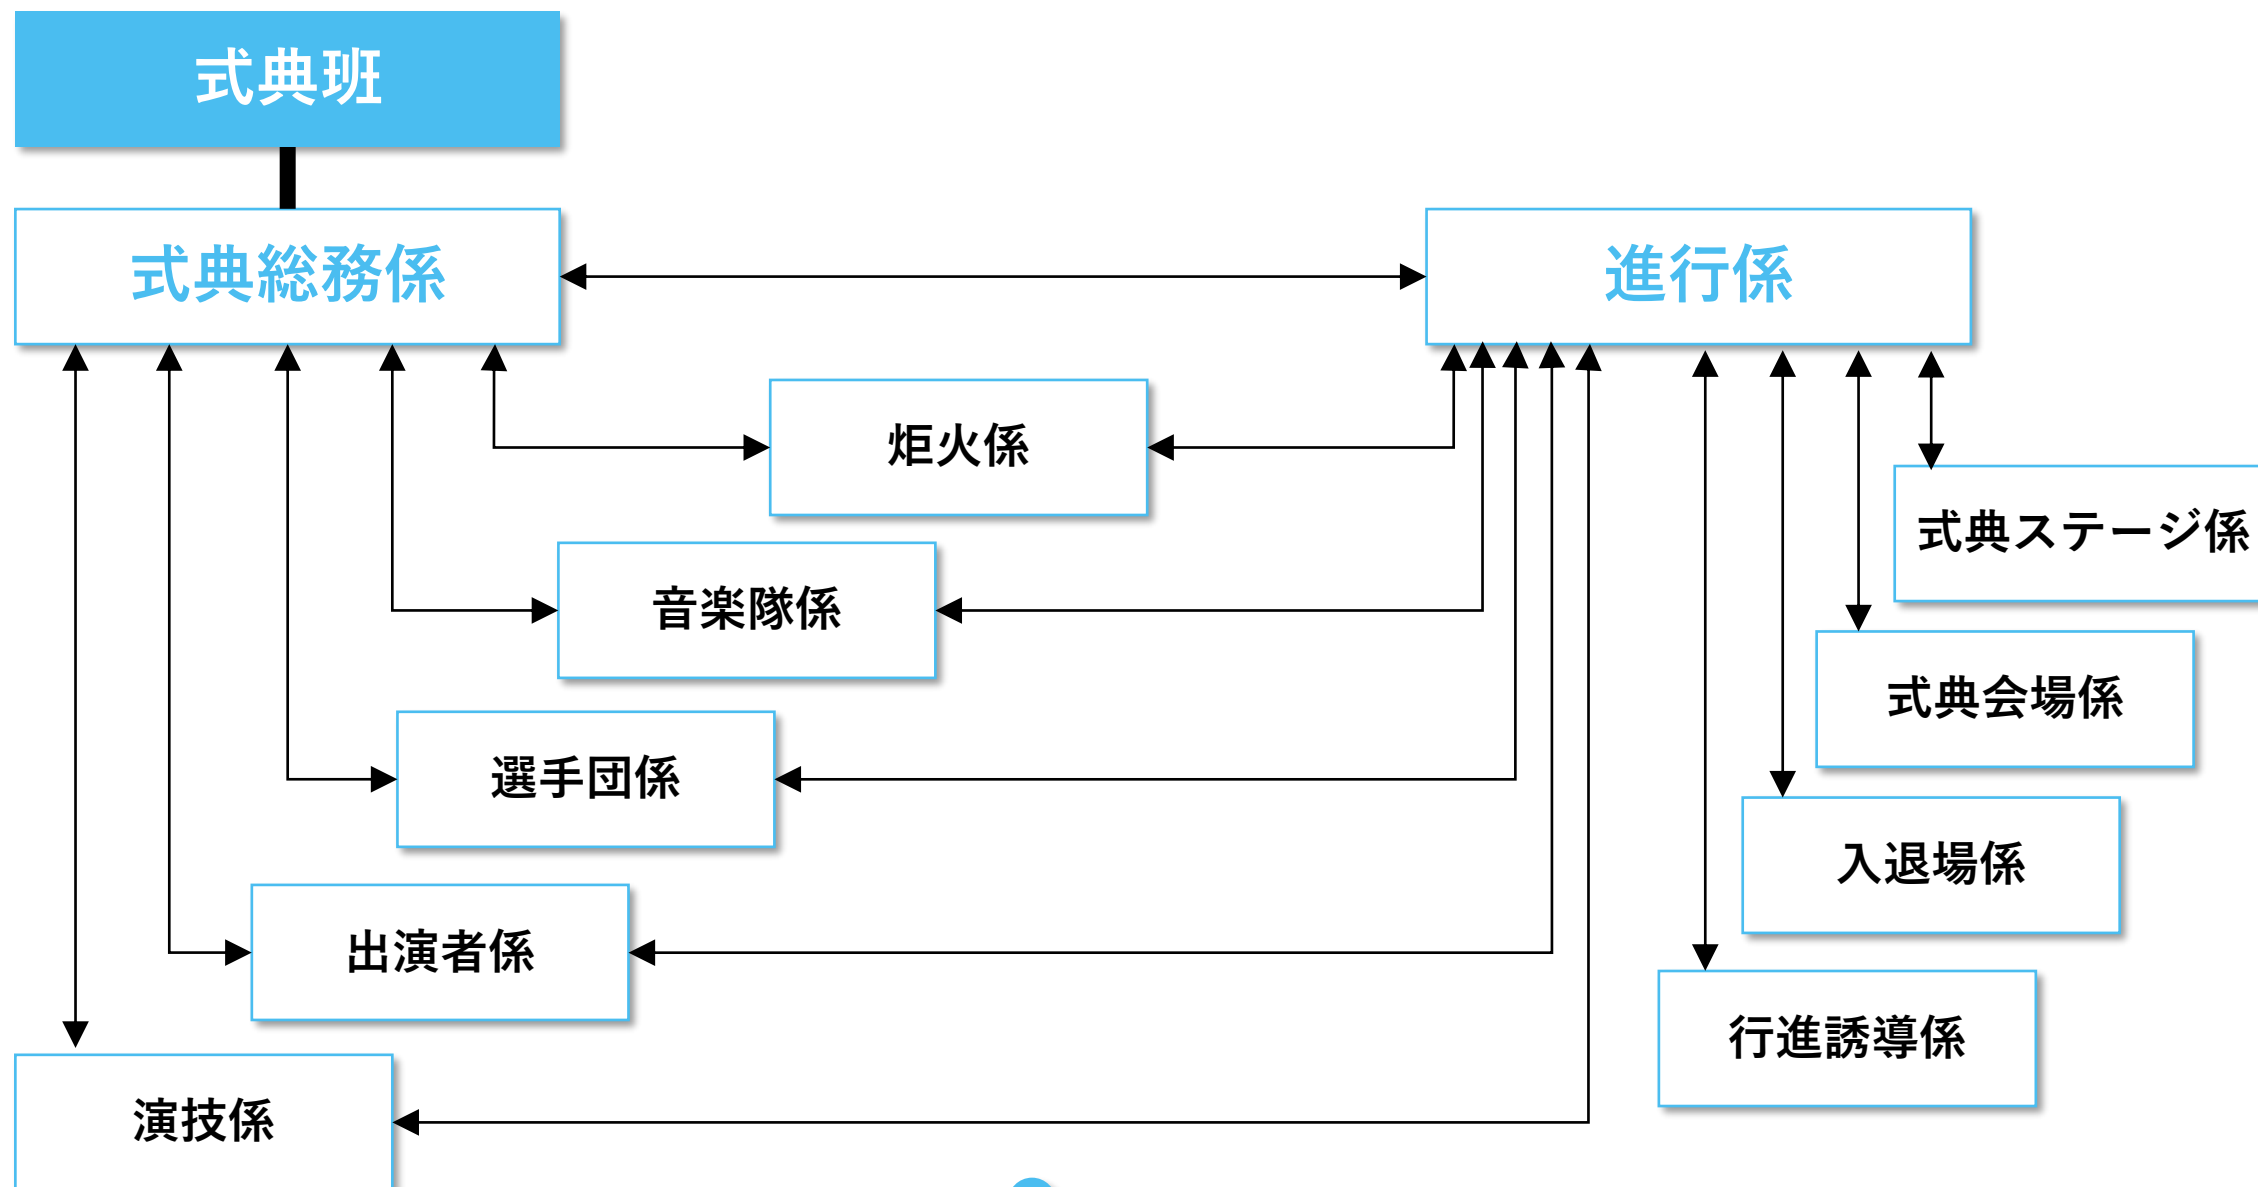 式典班
式典総務係
進行係
炬火係
式典ステージ係
音楽隊係
式典会場係
選手団係
入退場係
出演者係
行進誘導係
演技係